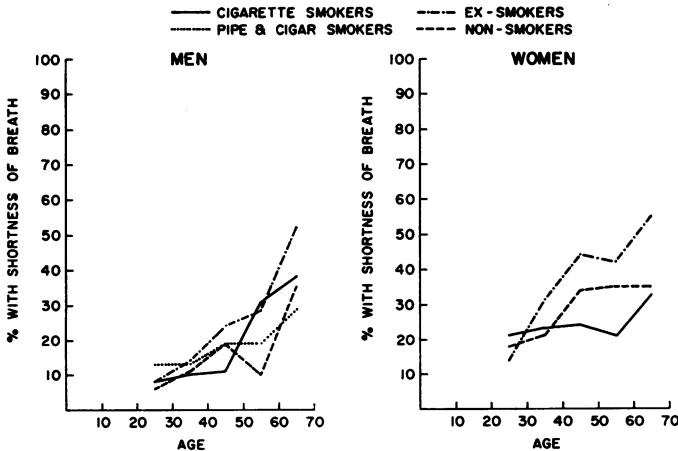 CIGARETTE SMOKERS
EX-SMOKERS
PIPE & CIGAR SMOKERS
NON-SMOKERS
MEN
WOMEN
% WITH SHORTNESS OF BREATH
100
90
80
70
60
50
40
30
20
10
10 20 30 40 50 60 70
AGE
% WITH SHORTNESS OF BREATH
100
90
80
70
60
50
40
30
20
10
10 20 30 40 50 60 70
AGE